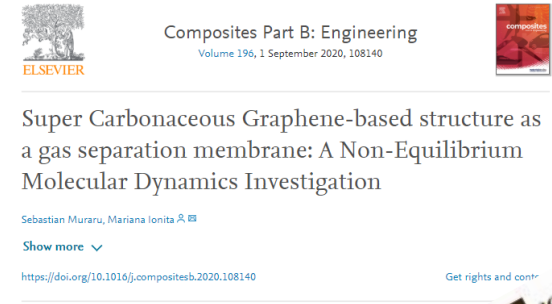 ELSEVIER
Composites Part B: Engineering
Volume 196, 1 September 2020, 108140
composites
Super Carbonaceous Graphene-based structure as
a gas separation membrane: A Non-Equilibrium
Molecular Dynamics Investigation
Sebastian Muraru, Mariana Ionita
Show more
https://doi.org/10.1016/j.compositesb.2020.108140
Get rights and